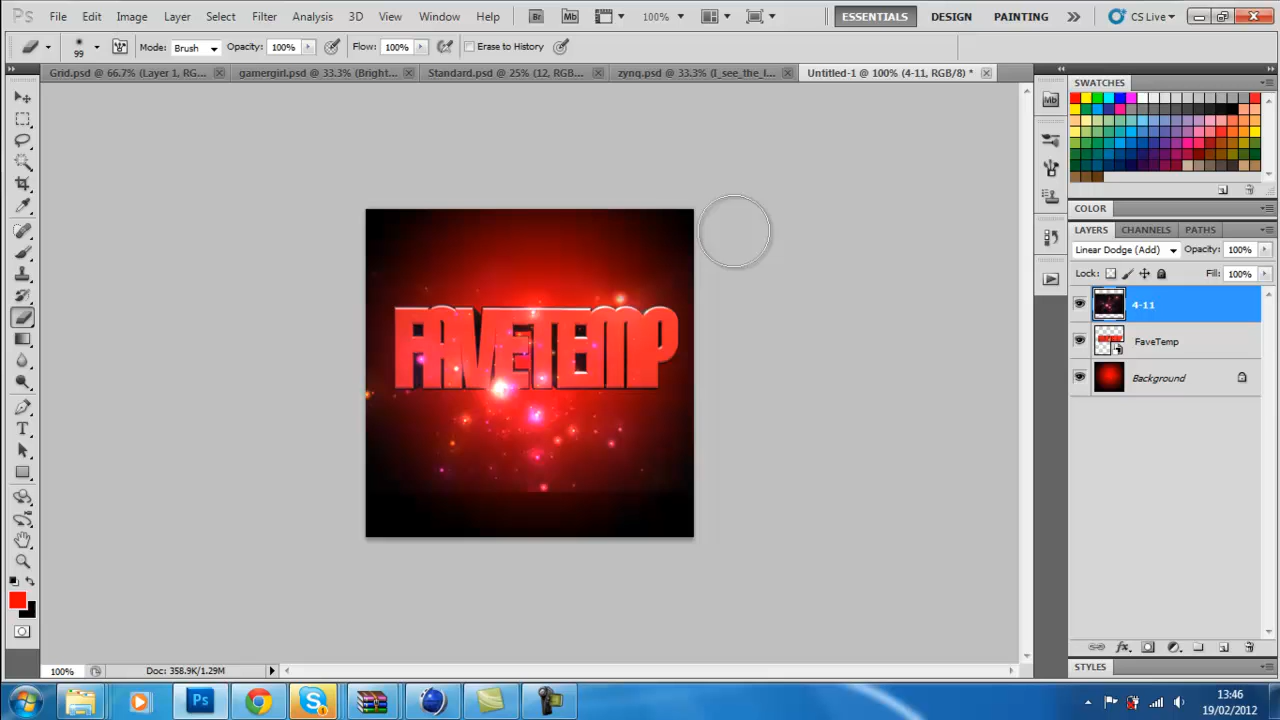 Ps File Edit Image Layer Select Filter Analysis 3D View Window Help Br Mb 100% ESSENTIALS DESIGN PAINTING CS Live
99 Mode: Brush Opacity: 100% Flow: 100% Erase to History
Grid.psd @ 66.7% (Layer 1, RG... gamergirl.psd @ 33.3% (Bright... Standard.psd @ 25% (12, RGB... zynq.psd @ 33.3% (I_see_the_l... Untitled-1 @ 100% (4-11, RGB/8) *
SWATCHES
Mb
COLOR
LAYERS CHANNELS PATHS
Linear Dodge (Add) Opacity: 100%
Lock: Fill: 100%
4-11
FaveTemp
Background
FAVETEMP
STYLES
100% Doc: 358.9K/1.29M
Ps
13:46
19/02/2012